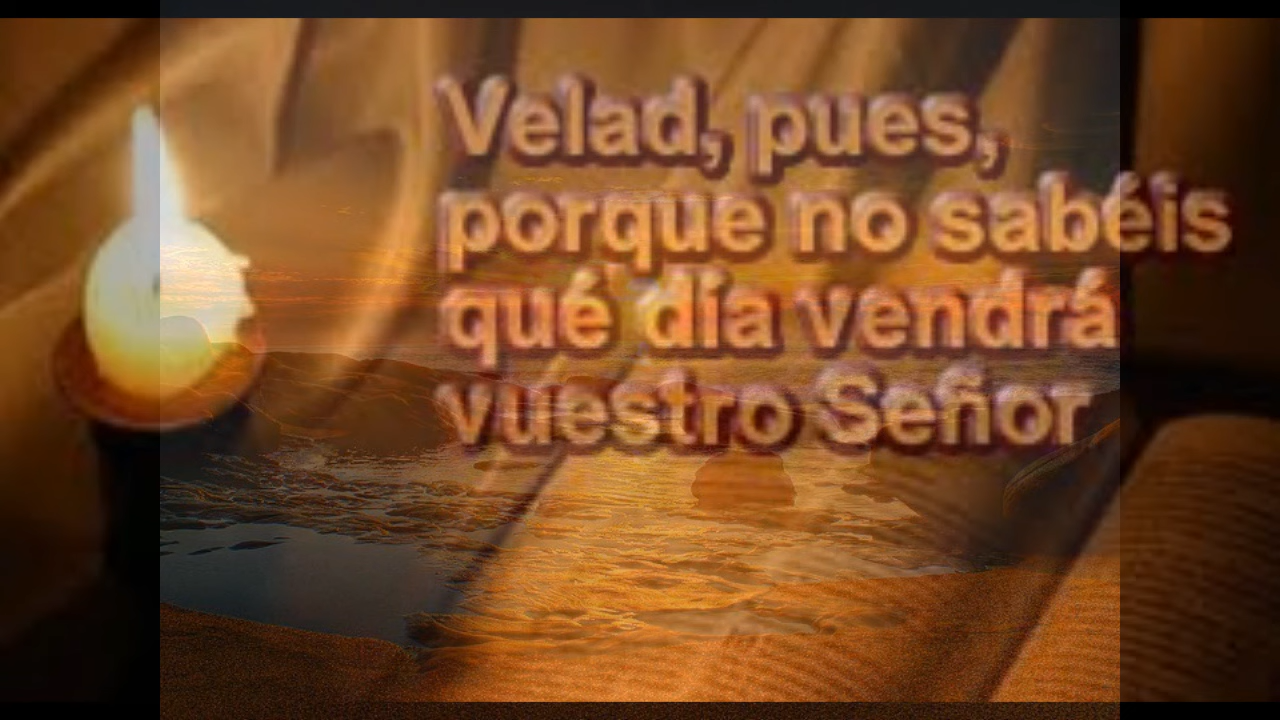 Velad, pues,
porque no sabéis
qué día vendrá
vuestro Señor